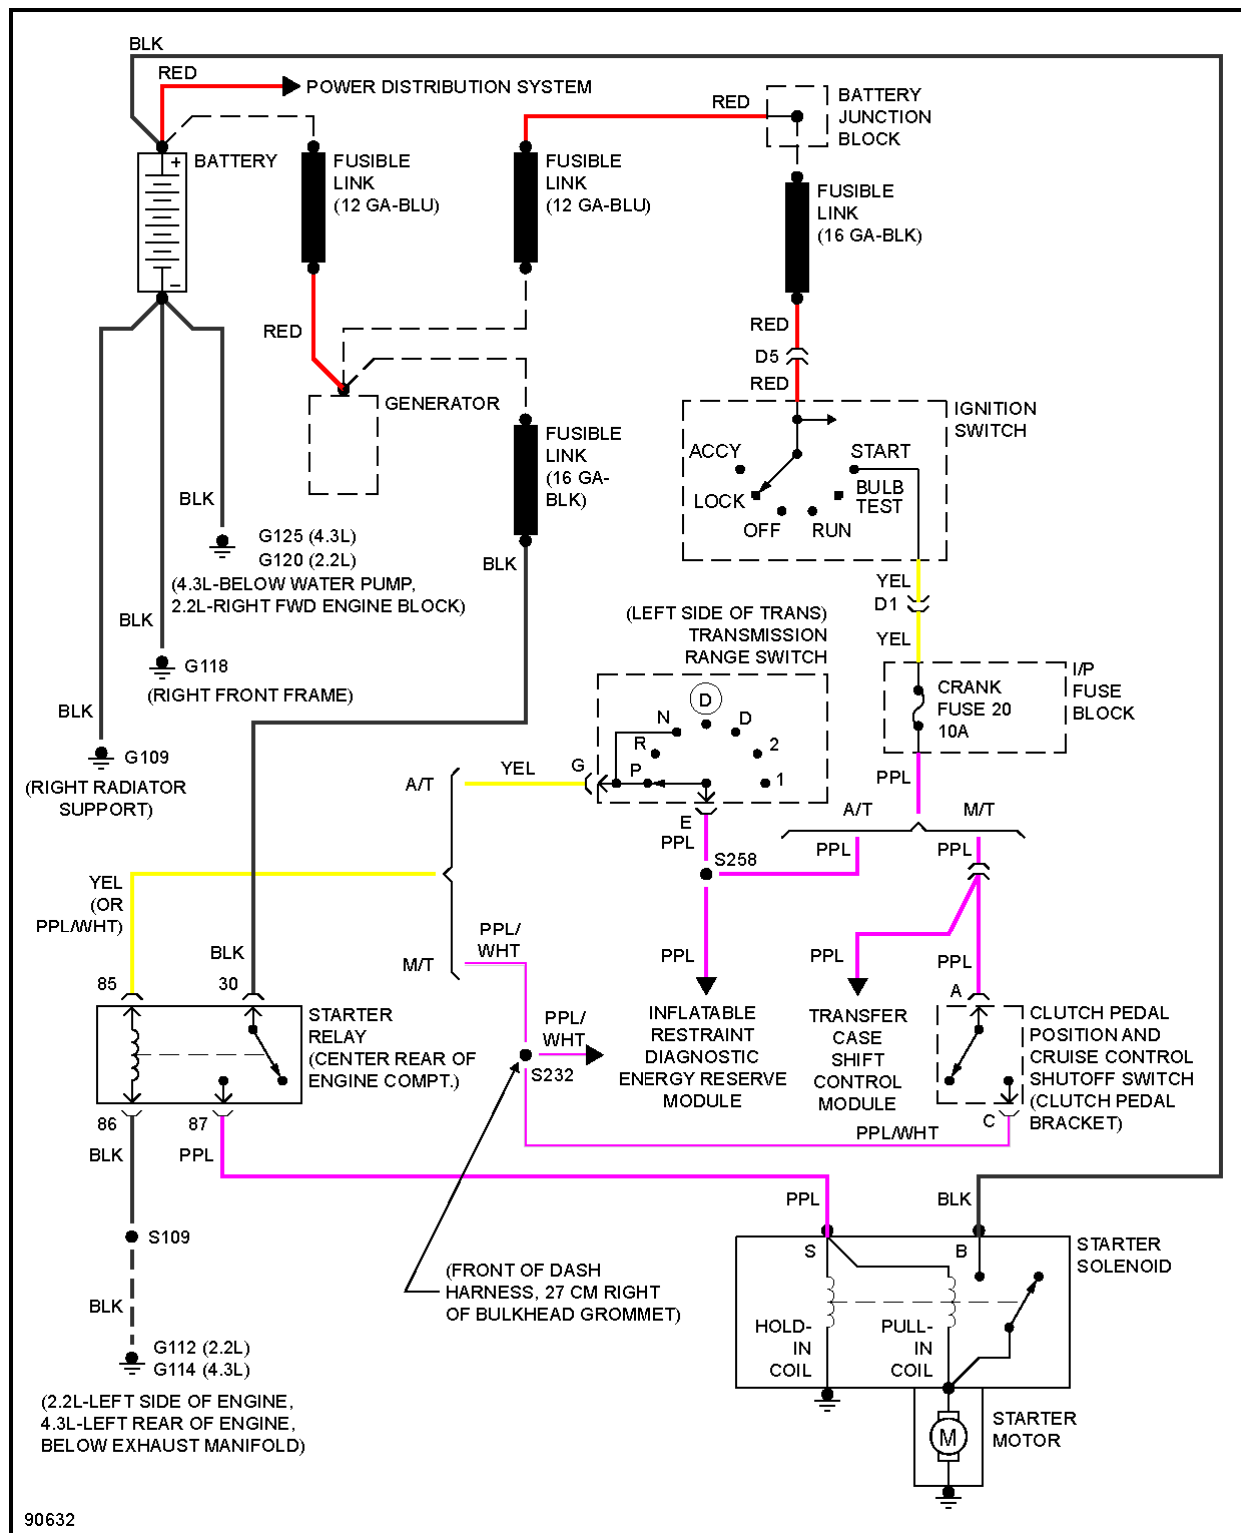 BLK
RED
POWER DISTRIBUTION SYSTEM
RED
BATTERY
JUNCTION
BLOCK
+
BATTERY
–
FUSIBLE
LINK
(12 GA-BLU)
FUSIBLE
LINK
(12 GA-BLU)
FUSIBLE
LINK
(16 GA-BLK)
RED
RED
D5
RED
GENERATOR
FUSIBLE
LINK
(16 GA-
BLK)
BLK
IGNITION
SWITCH
ACCY
LOCK
OFF
RUN
START
BULB
TEST
BLK
G125 (4.3L)
G120 (2.2L)
(4.3L-BELOW WATER PUMP,
2.2L-RIGHT FWD ENGINE BLOCK)
BLK
G118
(RIGHT FRONT FRAME)
BLK
G109
(RIGHT RADIATOR
SUPPORT)
YEL
D1
YEL
(LEFT SIDE OF TRANS)
TRANSMISSION
RANGE SWITCH
D
N
D
R
2
P
1
G
E
CRANK
FUSE 20
10A
I/P
FUSE
BLOCK
PPL
A/T
YEL
PPL
S258
A/T
M/T
PPL
PPL
YEL
(OR
PPL/WHT)
BLK
M/T
PPL/
WHT
PPL
PPL
PPL
85
30
A
STARTER
RELAY
(CENTER REAR OF
ENGINE COMPT.)
PPL/
WHT
S232
INFLATABLE
RESTRAINT
DIAGNOSTIC
ENERGY RESERVE
MODULE
TRANSFER
CASE
SHIFT
CONTROL
MODULE
CLUTCH PEDAL
POSITION AND
CRUISE CONTROL
SHUTOFF SWITCH
(CLUTCH PEDAL
BRACKET)
C
PPL/WHT
86
87
BLK
PPL
PPL
BLK
S109
BLK
G112 (2.2L)
G114 (4.3L)
(2.2L-LEFT SIDE OF ENGINE,
4.3L-LEFT REAR OF ENGINE,
BELOW EXHAUST MANIFOLD)
(FRONT OF DASH
HARNESS, 27 CM RIGHT
OF BULKHEAD GROMMET)
S
B
STARTER
SOLENOID
HOLD-
IN
COIL
PULL-
IN
COIL
M
STARTER
MOTOR
90632